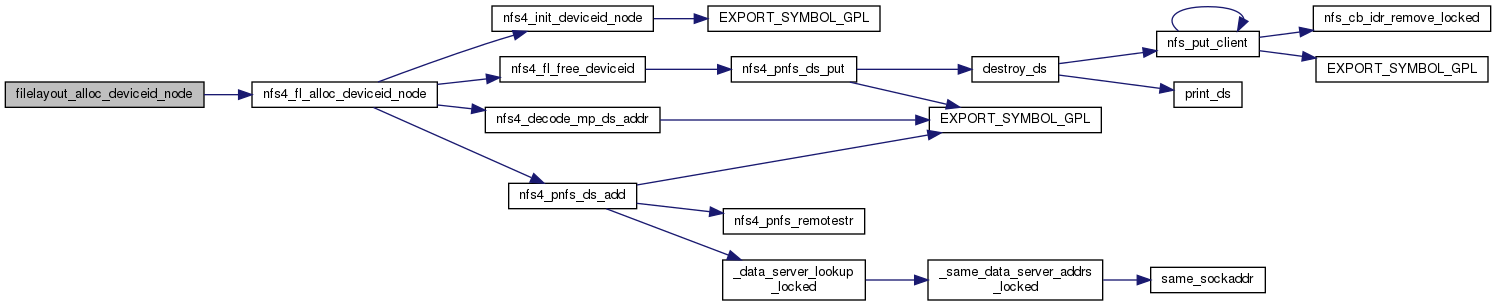 nfs4_init_deviceid_node
EXPORT_SYMBOL_GPL
nfs_cb_idr_remove_locked
nfs_put_client
nfs4_fl_free_deviceid
nfs4_pnfs_ds_put
destroy_ds
EXPORT_SYMBOL_GPL
filelayout_alloc_deviceid_node
nfs4_fl_alloc_deviceid_node
print_ds
nfs4_decode_mp_ds_addr
EXPORT_SYMBOL_GPL
nfs4_pnfs_ds_add
nfs4_pnfs_remotestr
_data_server_lookup
_locked
_same_data_server_addrs
_locked
same_sockaddr